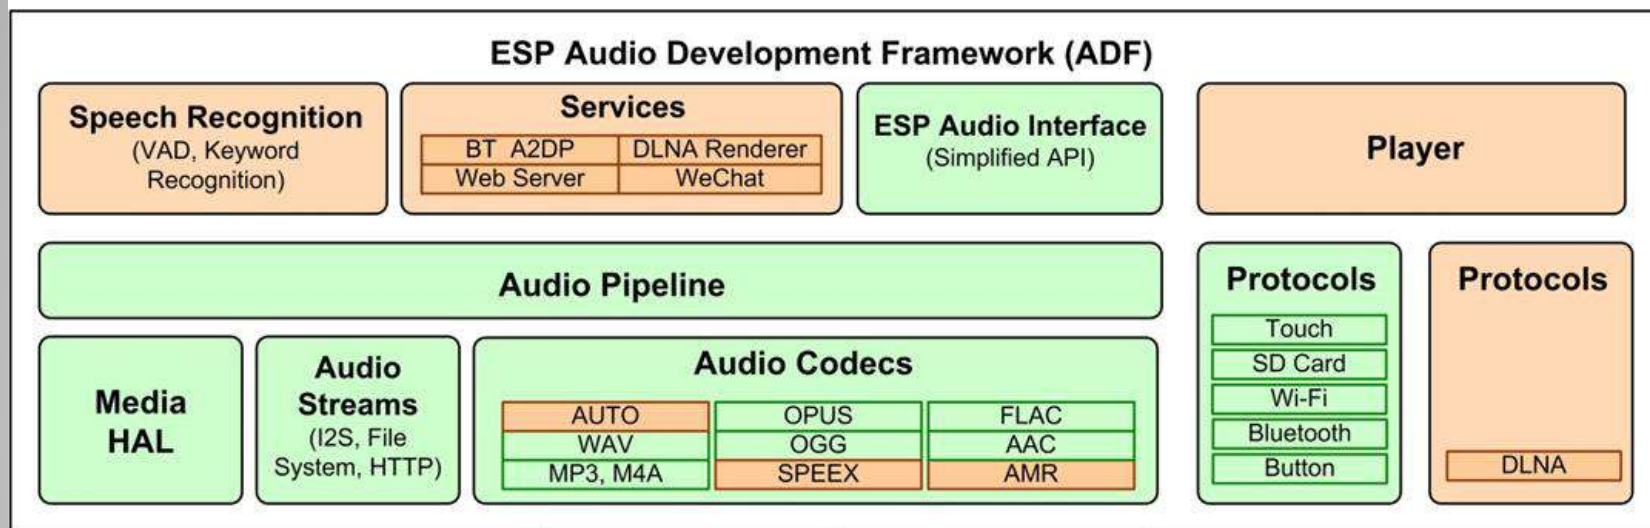 ESP Audio Development Framework (ADF)
Speech Recognition
(VAD, Keyword
Recognition)
Services
BT A2DP
DLNA Renderer
Web Server
WeChat
ESP Audio Interface
(Simplified API)
Player
Audio Pipeline
Media
HAL
Audio
Streams
(I2S, File
System, HTTP)
Audio Codecs
AUTO
OPUS
FLAC
WAV
OGG
AAC
MP3, M4A
SPEEX
AMR
Protocols
Touch
SD Card
Wi-Fi
Bluetooth
Button
Protocols
DLNA